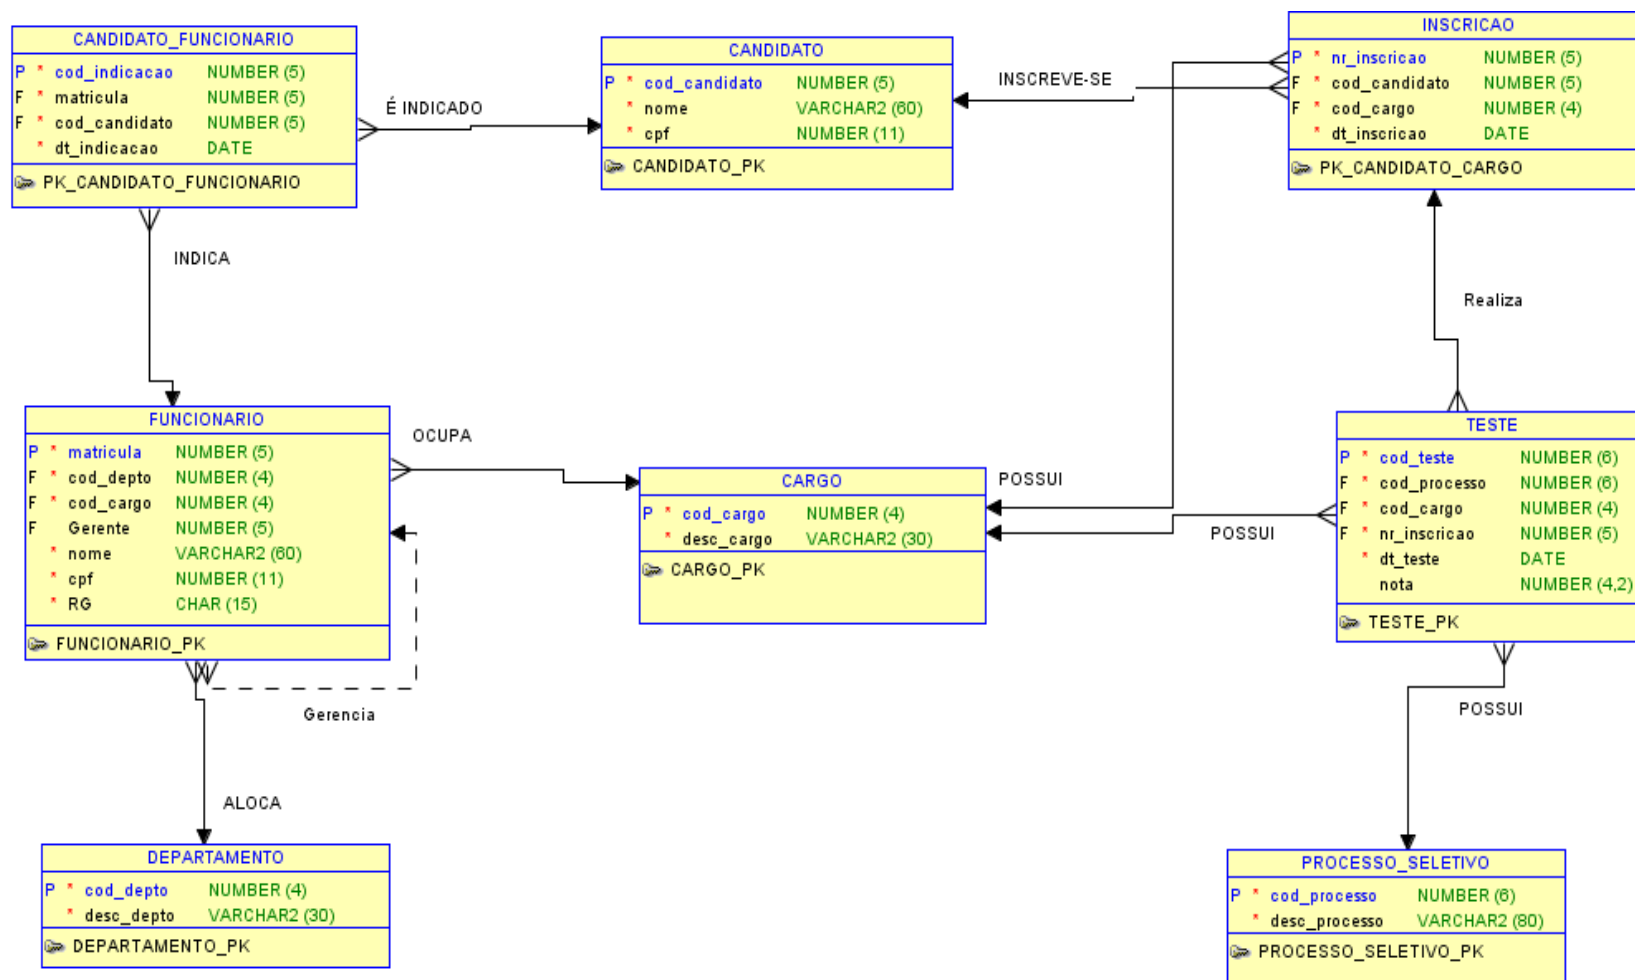 CANDIDATO_FUNCIONARIO
P * cod_indicacao NUMBER (5)
F * matricula NUMBER (5)
F * cod_candidato NUMBER (5)
* dt_indicacao DATE
PK_CANDIDATO_FUNCIONARIO
É INDICADO
CANDIDATO
P * cod_candidato NUMBER (5)
* nome VARCHAR2 (60)
* cpf NUMBER (11)
CANDIDATO_PK
INSCREVE-SE
INSCRICAO
P * nr_inscricao NUMBER (5)
F * cod_candidato NUMBER (5)
F * cod_cargo NUMBER (4)
* dt_inscricao DATE
PK_CANDIDATO_CARGO
INDICA
Realiza
FUNCIONARIO
P * matricula NUMBER (5)
F * cod_depto NUMBER (4)
F * cod_cargo NUMBER (4)
F Gerente NUMBER (5)
* nome VARCHAR2 (60)
* cpf NUMBER (11)
* RG CHAR (15)
FUNCIONARIO_PK
OCUPA
CARGO
P * cod_cargo NUMBER (4)
* desc_cargo VARCHAR2 (30)
CARGO_PK
POSSUI
POSSUI
TESTE
P * cod_teste NUMBER (6)
F * cod_processo NUMBER (6)
F * cod_cargo NUMBER (4)
F * nr_inscricao NUMBER (5)
* dt_teste DATE
nota NUMBER (4,2)
TESTE_PK
Gerencia
POSSUI
ALOCA
DEPARTAMENTO
P * cod_depto NUMBER (4)
* desc_depto VARCHAR2 (30)
DEPARTAMENTO_PK
PROCESSO_SELETIVO
P * cod_processo NUMBER (6)
* desc_processo VARCHAR2 (80)
PROCESSO_SELETIVO_PK